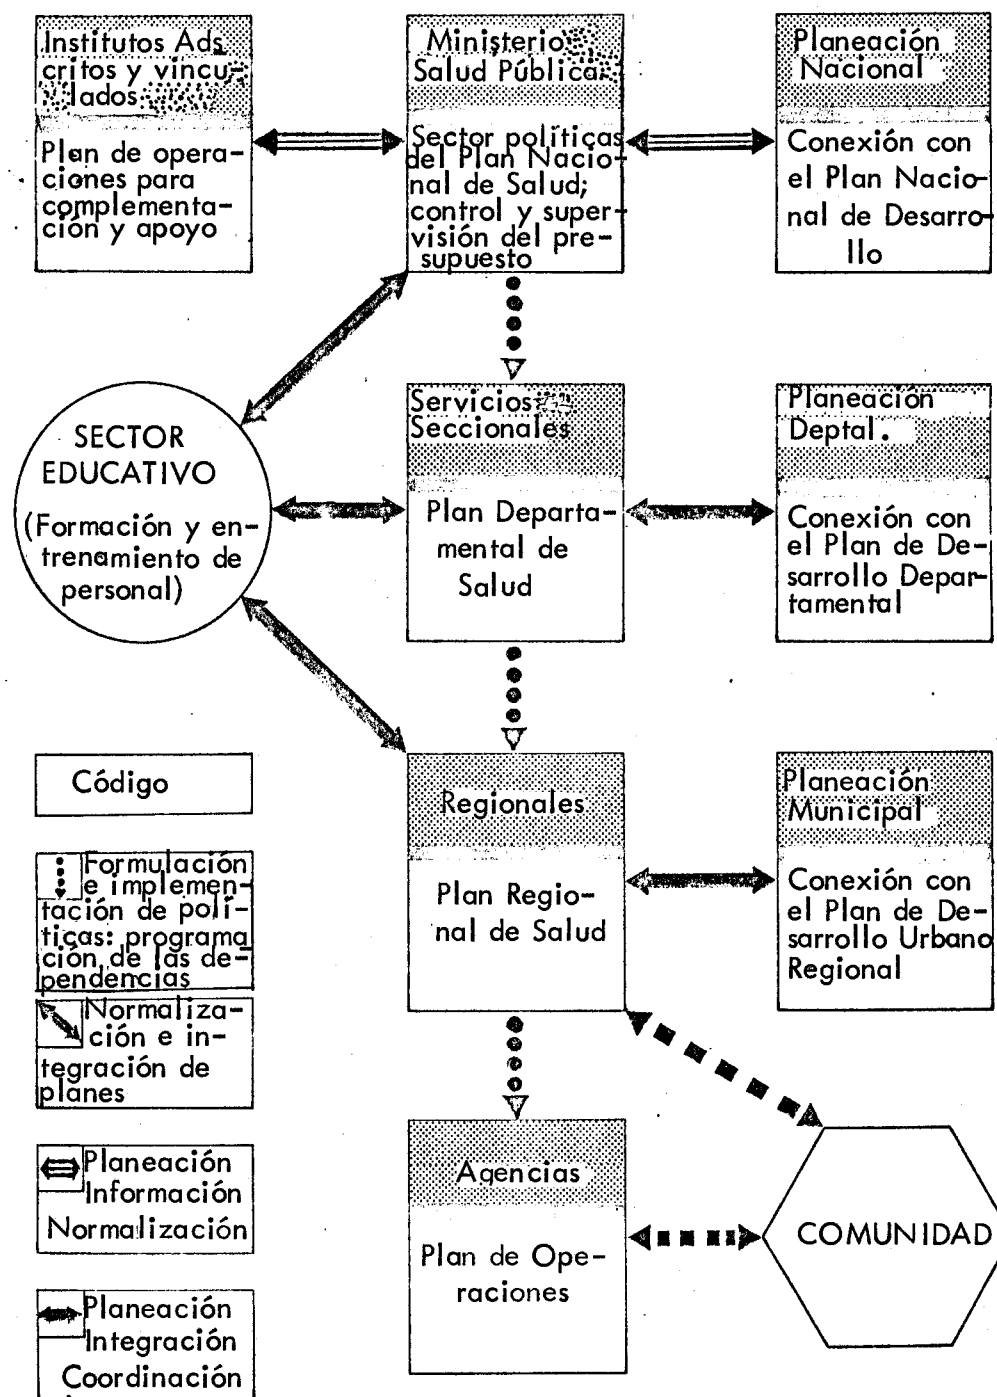 Institutos Ads
critos y vincu-
lados
Plan de opera-
ciones para
complementa-
ción y apoyo
Ministerio
Salud Pública
Sector políticas
del Plan Nacio-
nal de Salud;
control y super-
visión del pre-
supuesto
Planeación
Nacional
Conexión con
el Plan Nacio-
nal de Desarro-
llo
SECTOR
EDUCATIVO
(Formación y en-
trenamiento de
personal)
Servicios
Seccionales
Plan Departa-
mental de
Salud
Planeación
Deptal.
Conexión con
el Plan de De-
sarrollo Depar-
tamental
Código
Formulación
e implemen-
tación de polí-
ticas: programa
ción de las de-
pendencias
Normaliza-
ción e in-
tegración de
planes
Planeación
Información
Normalización
Planeación
Integración
Coordinación
Regionales
Plan Regio-
nal de Salud
Planeación
Municipal
Conexión con
el Plan de De-
sarrollo Urbano
Regional
Agencias
Plan de Ope-
raciones
COMUNIDAD